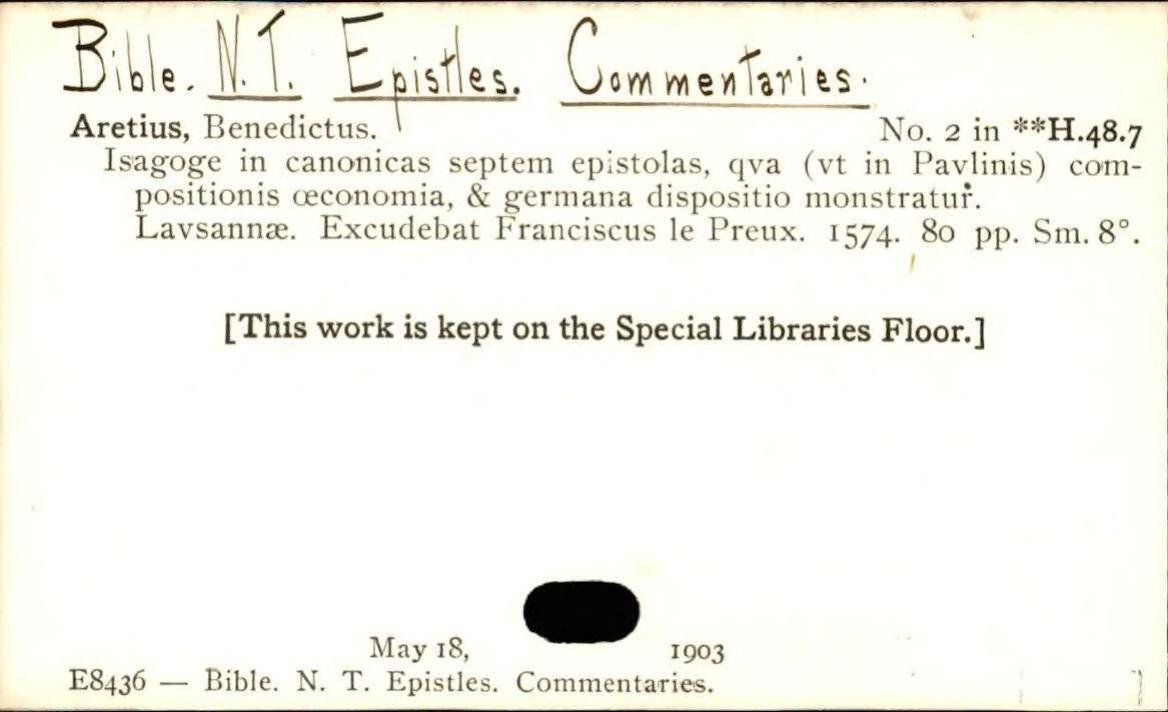 Bible. N.T. Epistles. Commentaries.
Aretius, Benedictus. No. 2 in **H.48.7
Isagoge in canonicas septem epistolas, qva (vt in Pavlinis) com-
positionis œconomia, & germana dispositio monstratur.
Lavsannæ. Excudebat Franciscus le Preux. 1574. 80 pp. Sm. 8°.
[This work is kept on the Special Libraries Floor.]
May 18, 1903
E8436 — Bible. N. T. Epistles. Commentaries.